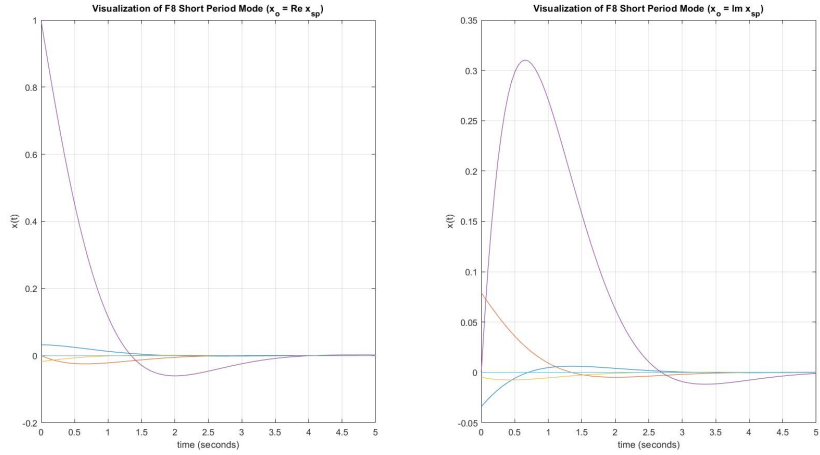 Visualization of F8 Short Period Mode (x_o = Re x_sp)
1
0.8
0.6
0.4
0.2
0
-0.2
x(t)
0 0.5 1 1.5 2 2.5 3 3.5 4 4.5 5
time (seconds)
Visualization of F8 Short Period Mode (x_o = Im x_sp)
0.35
0.3
0.25
0.2
0.15
0.1
0.05
0
-0.05
x(t)
0 0.5 1 1.5 2 2.5 3 3.5 4 4.5 5
time (seconds)